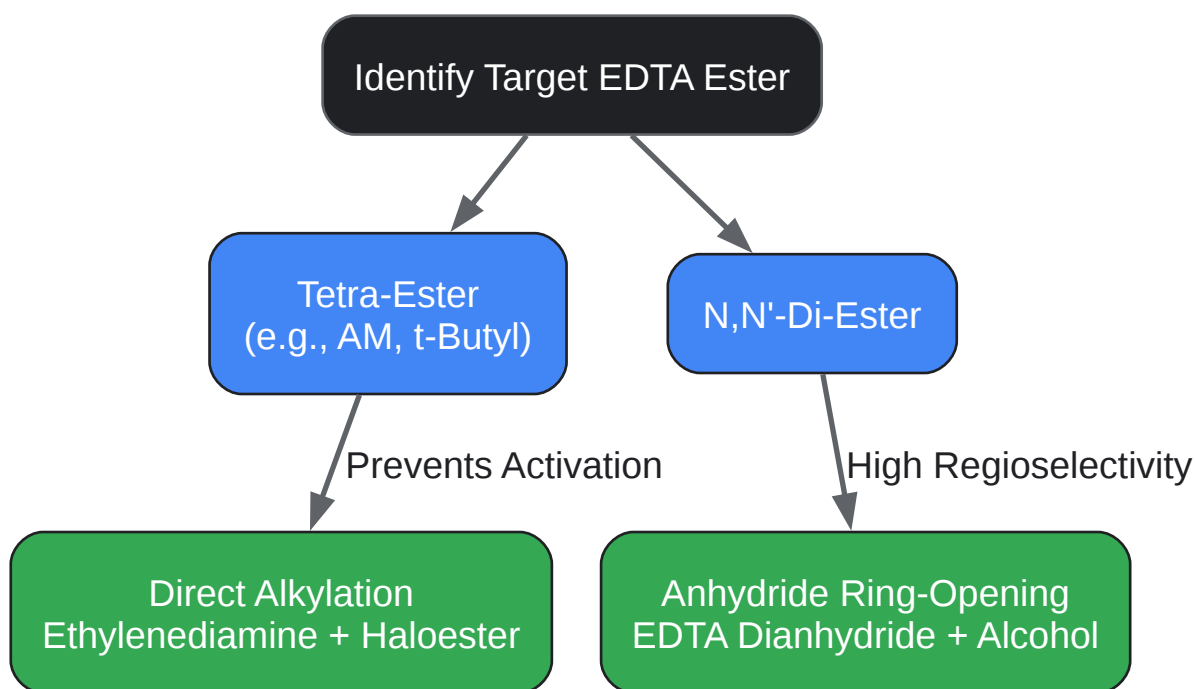 Identify Target EDTA Ester
Tetra-Ester
(e.g., AM, t-Butyl)
N,N'-Di-Ester
Prevents Activation
High Regioselectivity
Direct Alkylation
Ethylenediamine + Haloester
Anhydride Ring-Opening
EDTA Dianhydride + Alcohol